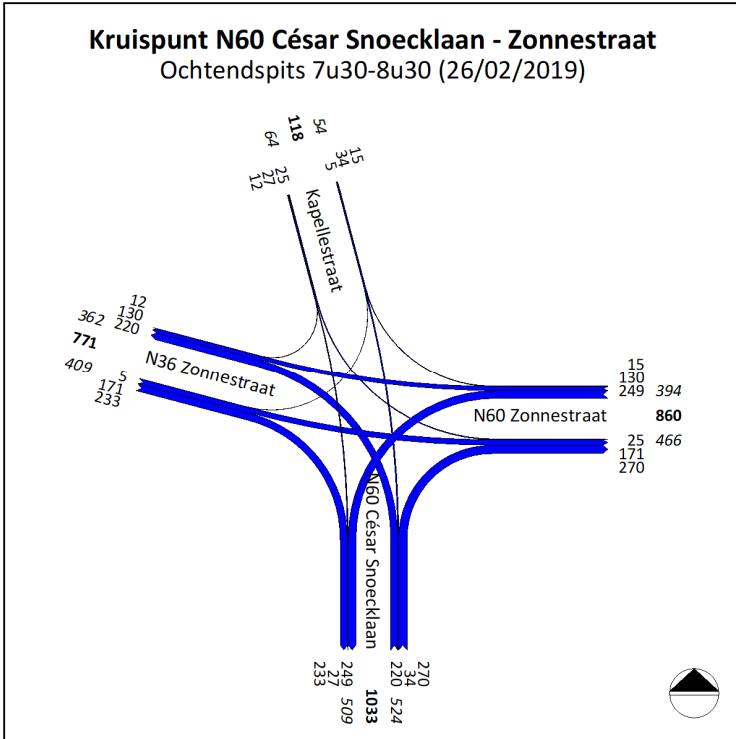 Kruispunt N60 César Snoecklaan - Zonnestraat
Ochtendspits 7u30-8u30 (26/02/2019)
64 118 54
12 27 25
5 34 15
Kapellestraat
12
130
362 220
771
N36 Zonnestraat
409 5
171
233
15
130
249 394
N60 Zonnestraat 860
25 466
171
270
N60 César Snoecklaan
233 27 249 509
1033
220 34 270 524